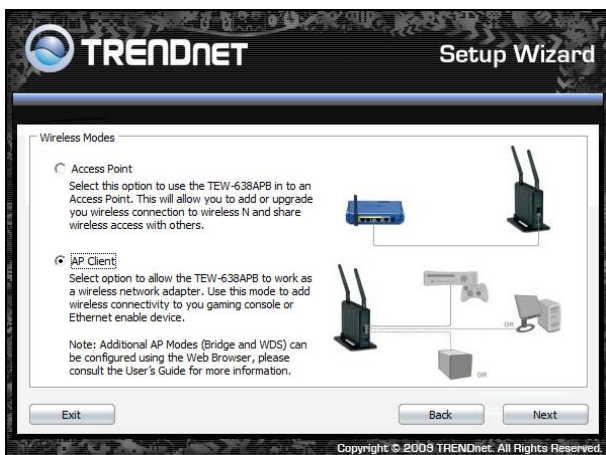 TRENDNET
Setup Wizard
Wireless Modes
Access Point
Select this option to use the TEW-638APB in to an
Access Point. This will allow you to add or upgrade
you wireless connection to wireless N and share
wireless access with others.
AP Client
Select option to allow the TEW-638APB to work as
a wireless network adapter. Use this mode to add
wireless connectivity to you gaming console or
Ethernet enable device.
Note: Additional AP Modes (Bridge and WDS) can
be configured using the Web Browser, please
consult the User's Guide for more information.
OR
OR
Exit
Back
Next
Copyright © 2009 TRENDnet. All Rights Reserved.